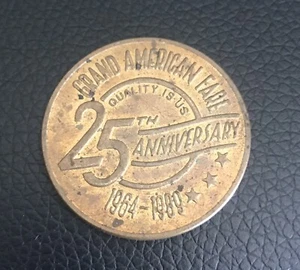 GRAND AMERICAN FARE
QUALITY IS US
25TH
ANNIVERSARY
1964-1989